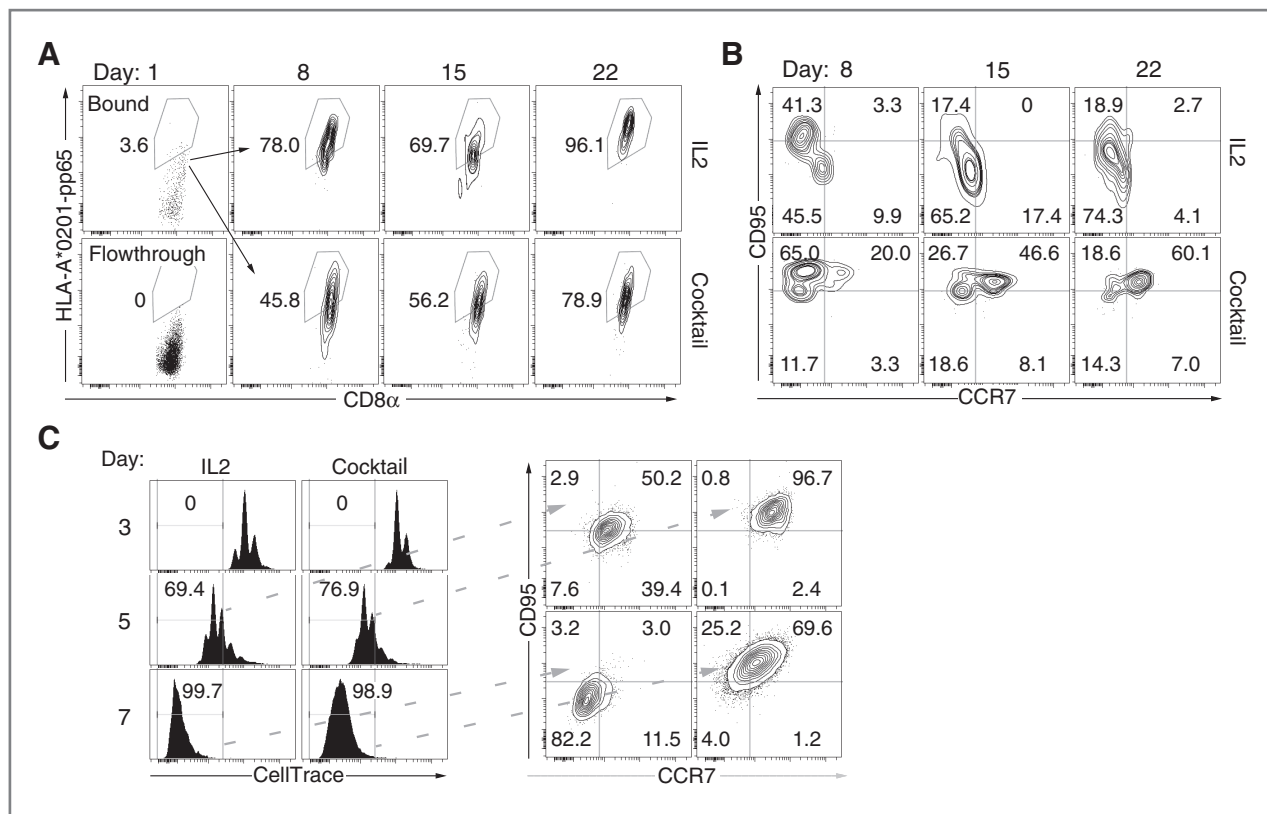 A
Day: 1 8 15 22
Bound
3.6 78.0 69.7 96.1
IL2
Flowthrough
0 45.8 56.2 78.9
Cocktail
HLA-A*0201-pp65
CD8α
B
Day: 8 15 22
41.3 3.3 17.4 0 18.9 2.7
45.5 9.9 65.2 17.4 74.3 4.1
IL2
65.0 20.0 26.7 46.6 18.6 60.1
11.7 3.3 18.6 8.1 14.3 7.0
Cocktail
CD95
CCR7
C
Day: IL2 Cocktail
3 0 0
5 69.4 76.9
7 99.7 98.9
CellTrace
2.9 50.2 0.8 96.7
7.6 39.4 0.1 2.4
3.2 3.0 25.2 69.6
82.2 11.5 4.0 1.2
CD95
CCR7